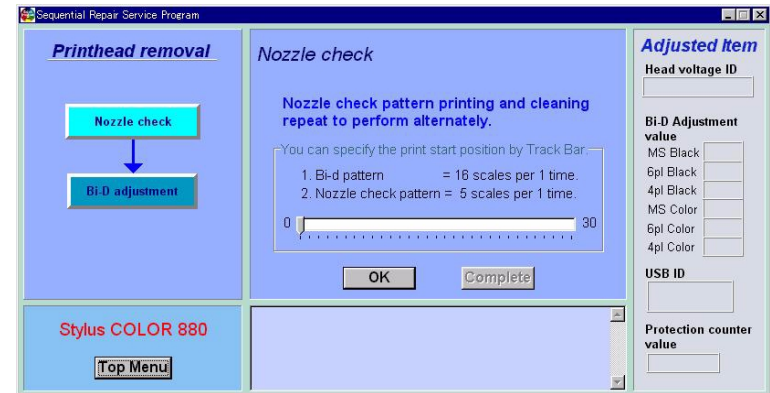 Sequential Repair Service Program
Printhead removal
Nozzle check
Bi-D adjustment
Nozzle check
Nozzle check pattern printing and cleaning
repeat to perform alternately.
You can specify the print start position by Track Bar.
1. Bi-d pattern = 16 scales per 1 time.
2. Nozzle check pattern = 5 scales per 1 time.
0 30
OK Complete
Stylus COLOR 880
Top Menu
Adjusted Item
Head voltage ID
Bi-D Adjustment
value
MS Black
6pl Black
4pl Black
MS Color
6pl Color
4pl Color
USB ID
Protection counter
value